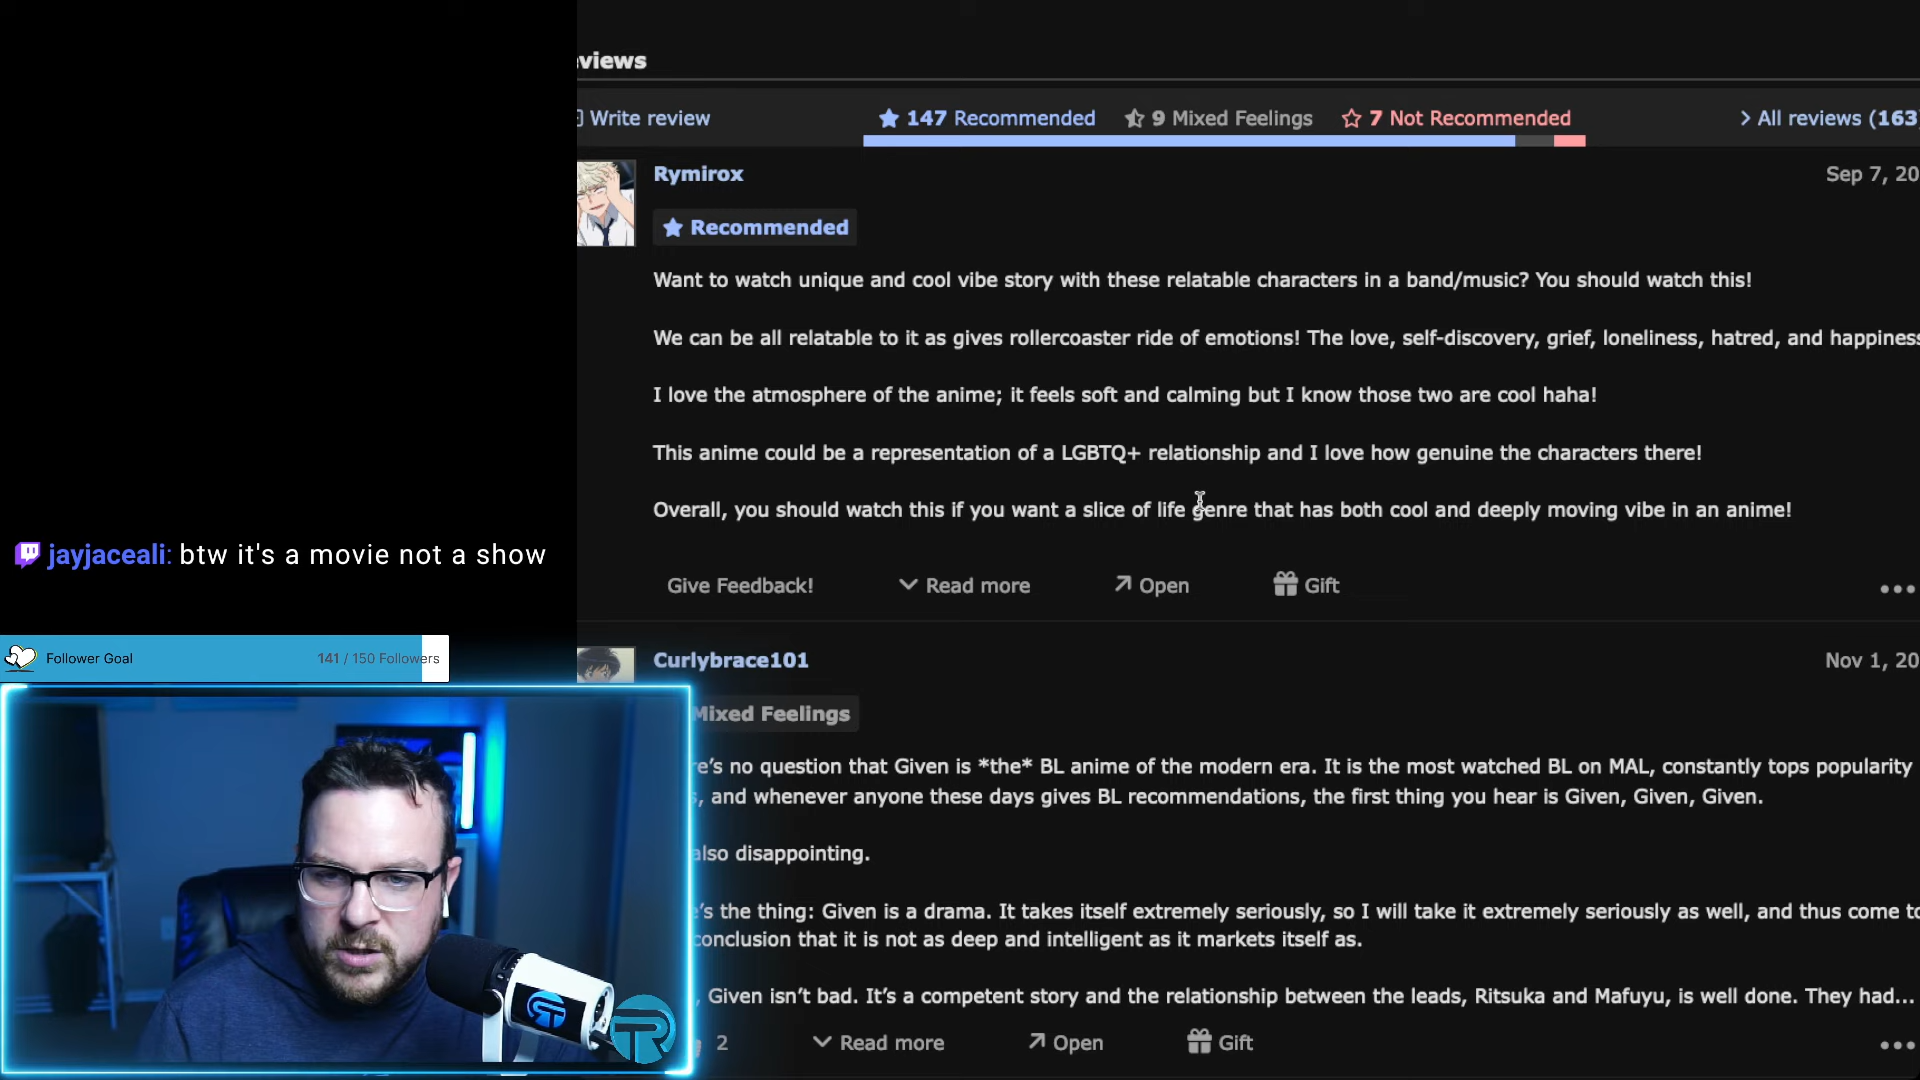 eviews
Write review
147 Recommended
9 Mixed Feelings
7 Not Recommended
All reviews (163
Rymirox
Sep 7, 20
Recommended
Want to watch unique and cool vibe story with these relatable characters in a band/music? You should watch this!
We can be all relatable to it as gives rollercoaster ride of emotions! The love, self-discovery, grief, loneliness, hatred, and happiness
I love the atmosphere of the anime; it feels soft and calming but I know those two are cool haha!
This anime could be a representation of a LGBTQ+ relationship and I love how genuine the characters there!
Overall, you should watch this if you want a slice of life genre that has both cool and deeply moving vibe in an anime!
Give Feedback!
Read more
Open
Gift
jayjaceali: btw it's a movie not a show
Follower Goal
141 / 150 Followers
Curlybrace101
Nov 1, 20
Mixed Feelings
re's no question that Given is *the* BL anime of the modern era. It is the most watched BL on MAL, constantly tops popularity
s, and whenever anyone these days gives BL recommendations, the first thing you hear is Given, Given, Given.
also disappointing.
e's the thing: Given is a drama. It takes itself extremely seriously, so I will take it extremely seriously as well, and thus come to
conclusion that it is not as deep and intelligent as it markets itself as.
, Given isn't bad. It's a competent story and the relationship between the leads, Ritsuka and Mafuyu, is well done. They had...
2
Read more
Open
Gift